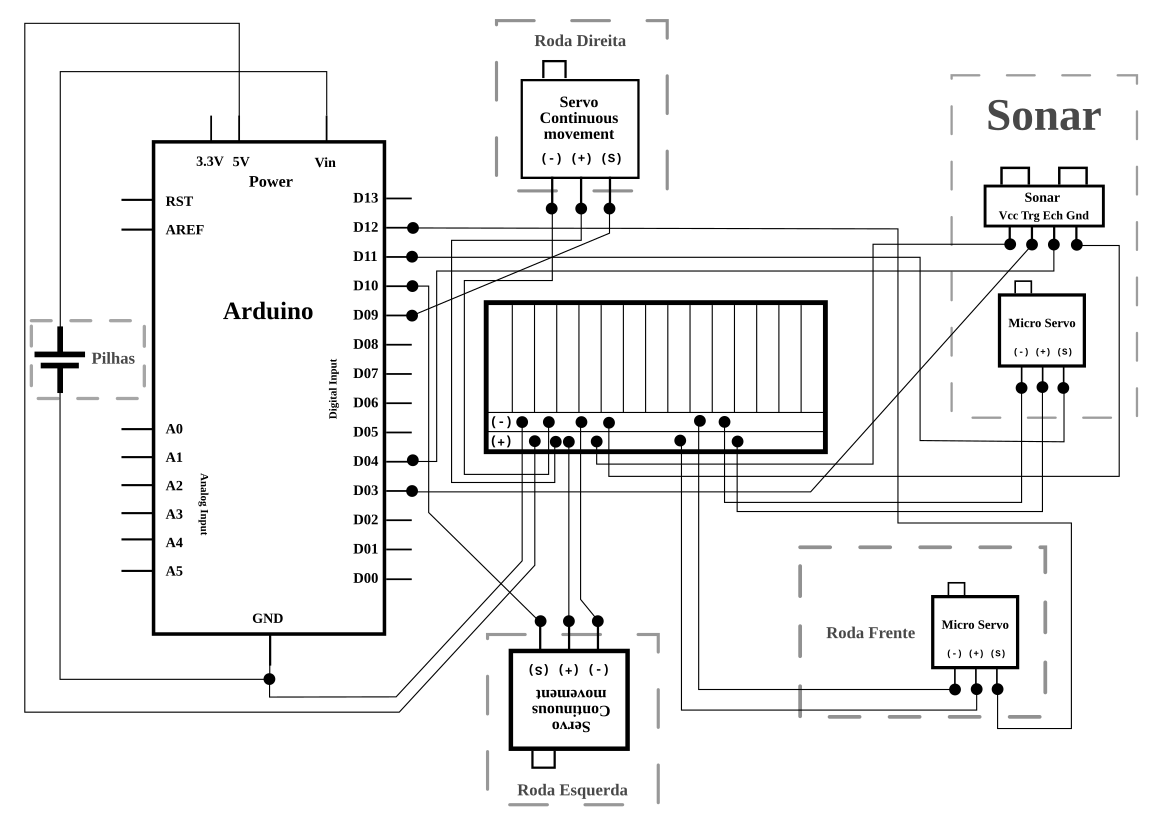 Roda Direita
Servo
Continuous
movement
(-) (+) (S)
Sonar
Sonar
Vcc Trg Ech Gnd
Micro Servo
(-) (+) (S)
3.3V 5V Vin
Power
RST
AREF
Arduino
Pilhas
Digital Input
D13
D12
D11
D10
D09
D08
D07
D06
D05
D04
D03
D02
D01
D00
A0
A1
A2
A3
A4
A5
Analog Input
GND
(-)
(+)
Roda Frente
Micro Servo
(-) (+) (S)
(S) (+) (-)
Servo
Continuous
movement
Roda Esquerda